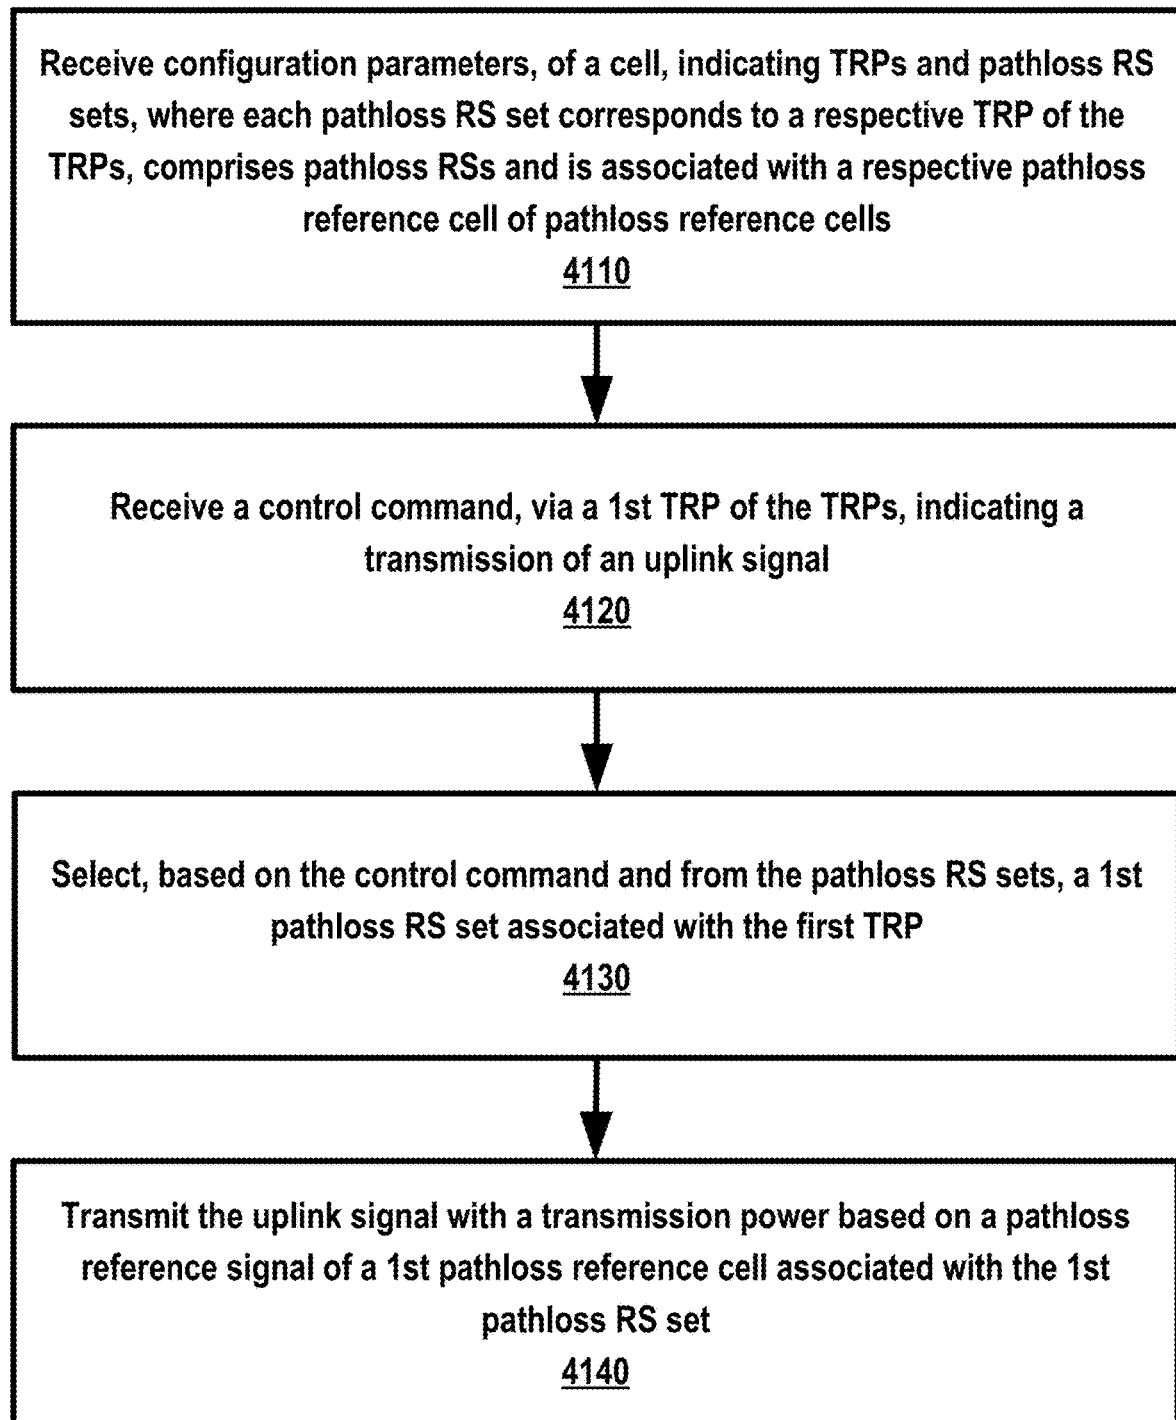 Receive configuration parameters, of a cell, indicating TRPs and pathloss RS
sets, where each pathloss RS set corresponds to a respective TRP of the
TRPs, comprises pathloss RSs and is associated with a respective pathloss
reference cell of pathloss reference cells
4110
Receive a control command, via a 1st TRP of the TRPs, indicating a
transmission of an uplink signal
4120
Select, based on the control command and from the pathloss RS sets, a 1st
pathloss RS set associated with the first TRP
4130
Transmit the uplink signal with a transmission power based on a pathloss
reference signal of a 1st pathloss reference cell associated with the 1st
pathloss RS set
4140